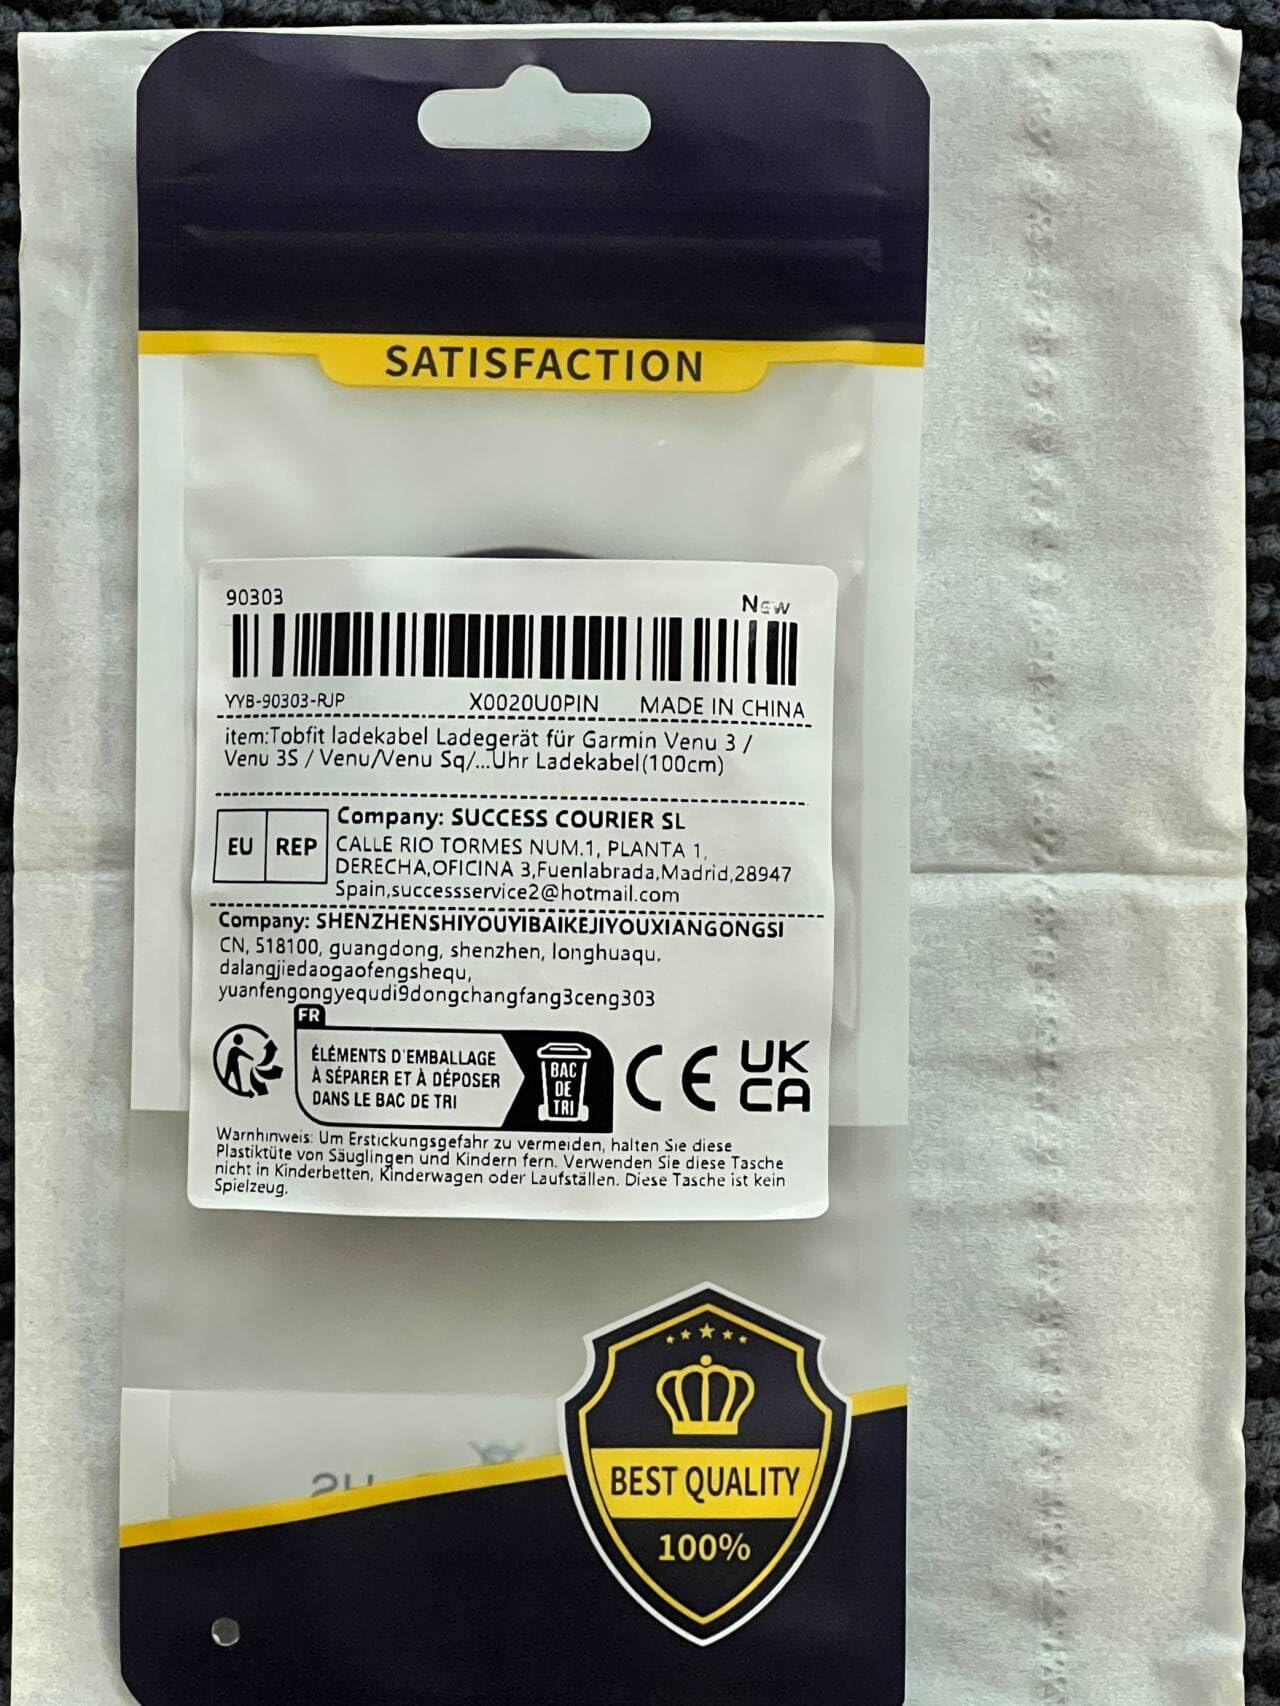 SATISFACTION
90303
New
YYB-90303-RJP X0020U0PIN MADE IN CHINA
item:Tobfit ladekabel Ladegerät für Garmin Venu 3 /
Venu 3S / Venu/Venu Sq/...Uhr Ladekabel(100cm)
EU REP
Company: SUCCESS COURIER SL
CALLE RIO TORMES NUM.1, PLANTA 1,
DERECHA,OFICINA 3,Fuenlabrada,Madrid,28947
Spain,successservice2@hotmail.com
Company: SHENZHENSHIYOUYIBAIKEJIYOUXIANGONGSI
CN, 518100, guangdong, shenzhen, longhuaqu,
dalangjiedaogaofengshequ,
yuanfengongyequdi9dongchangfang3ceng303
FR
ÉLÉMENTS D'EMBALLAGE
À SÉPARER ET À DÉPOSER
DANS LE BAC DE TRI
BAC
DE
TRI
CE
UK
CA
Warnhinweis: Um Erstickungsgefahr zu vermeiden, halten Sie diese
Plastiktüte von Säuglingen und Kindern fern. Verwenden Sie diese Tasche
nicht in Kinderbetten, Kinderwagen oder Laufställen. Diese Tasche ist kein
Spielzeug.
BEST QUALITY
100%